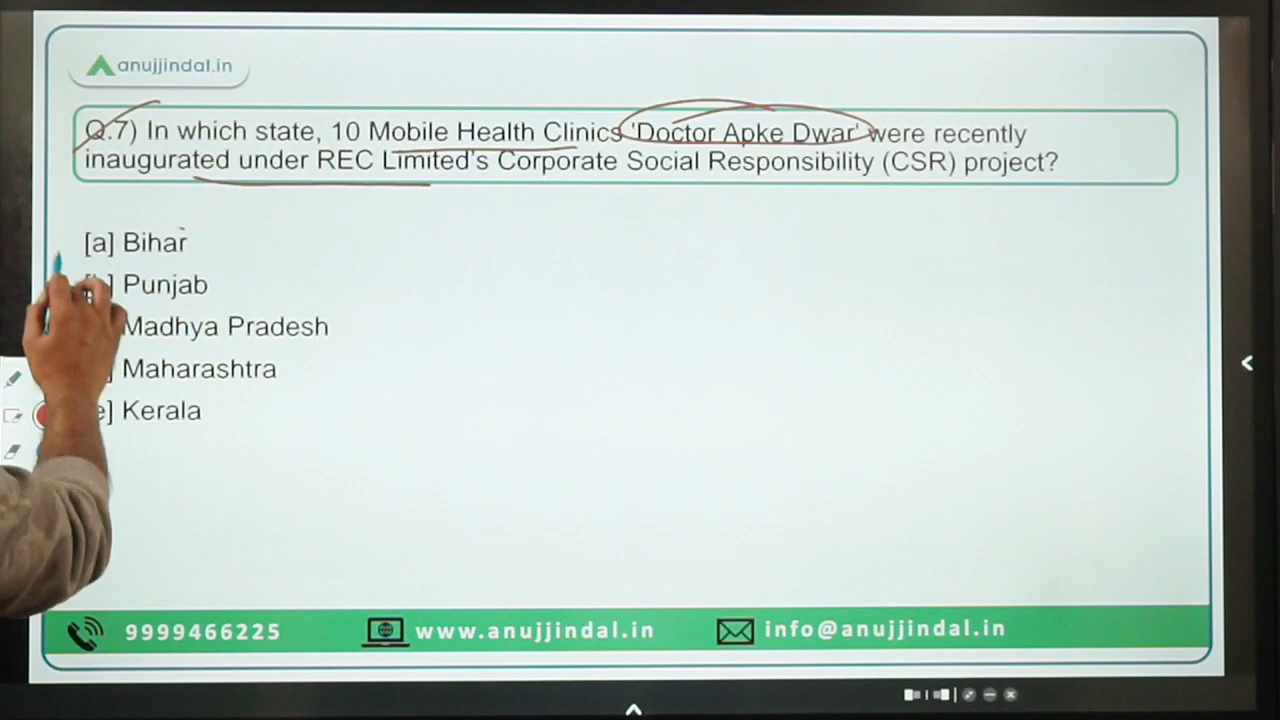 anujjindal.in
Q.7) In which state, 10 Mobile Health Clinics 'Doctor Apke Dwar' were recently
inaugurated under REC Limited's Corporate Social Responsibility (CSR) project?
[a] Bihar
Punjab
Madhya Pradesh
] Maharashtra
e] Kerala
9999466225 www.anujjindal.in info@anujjindal.in